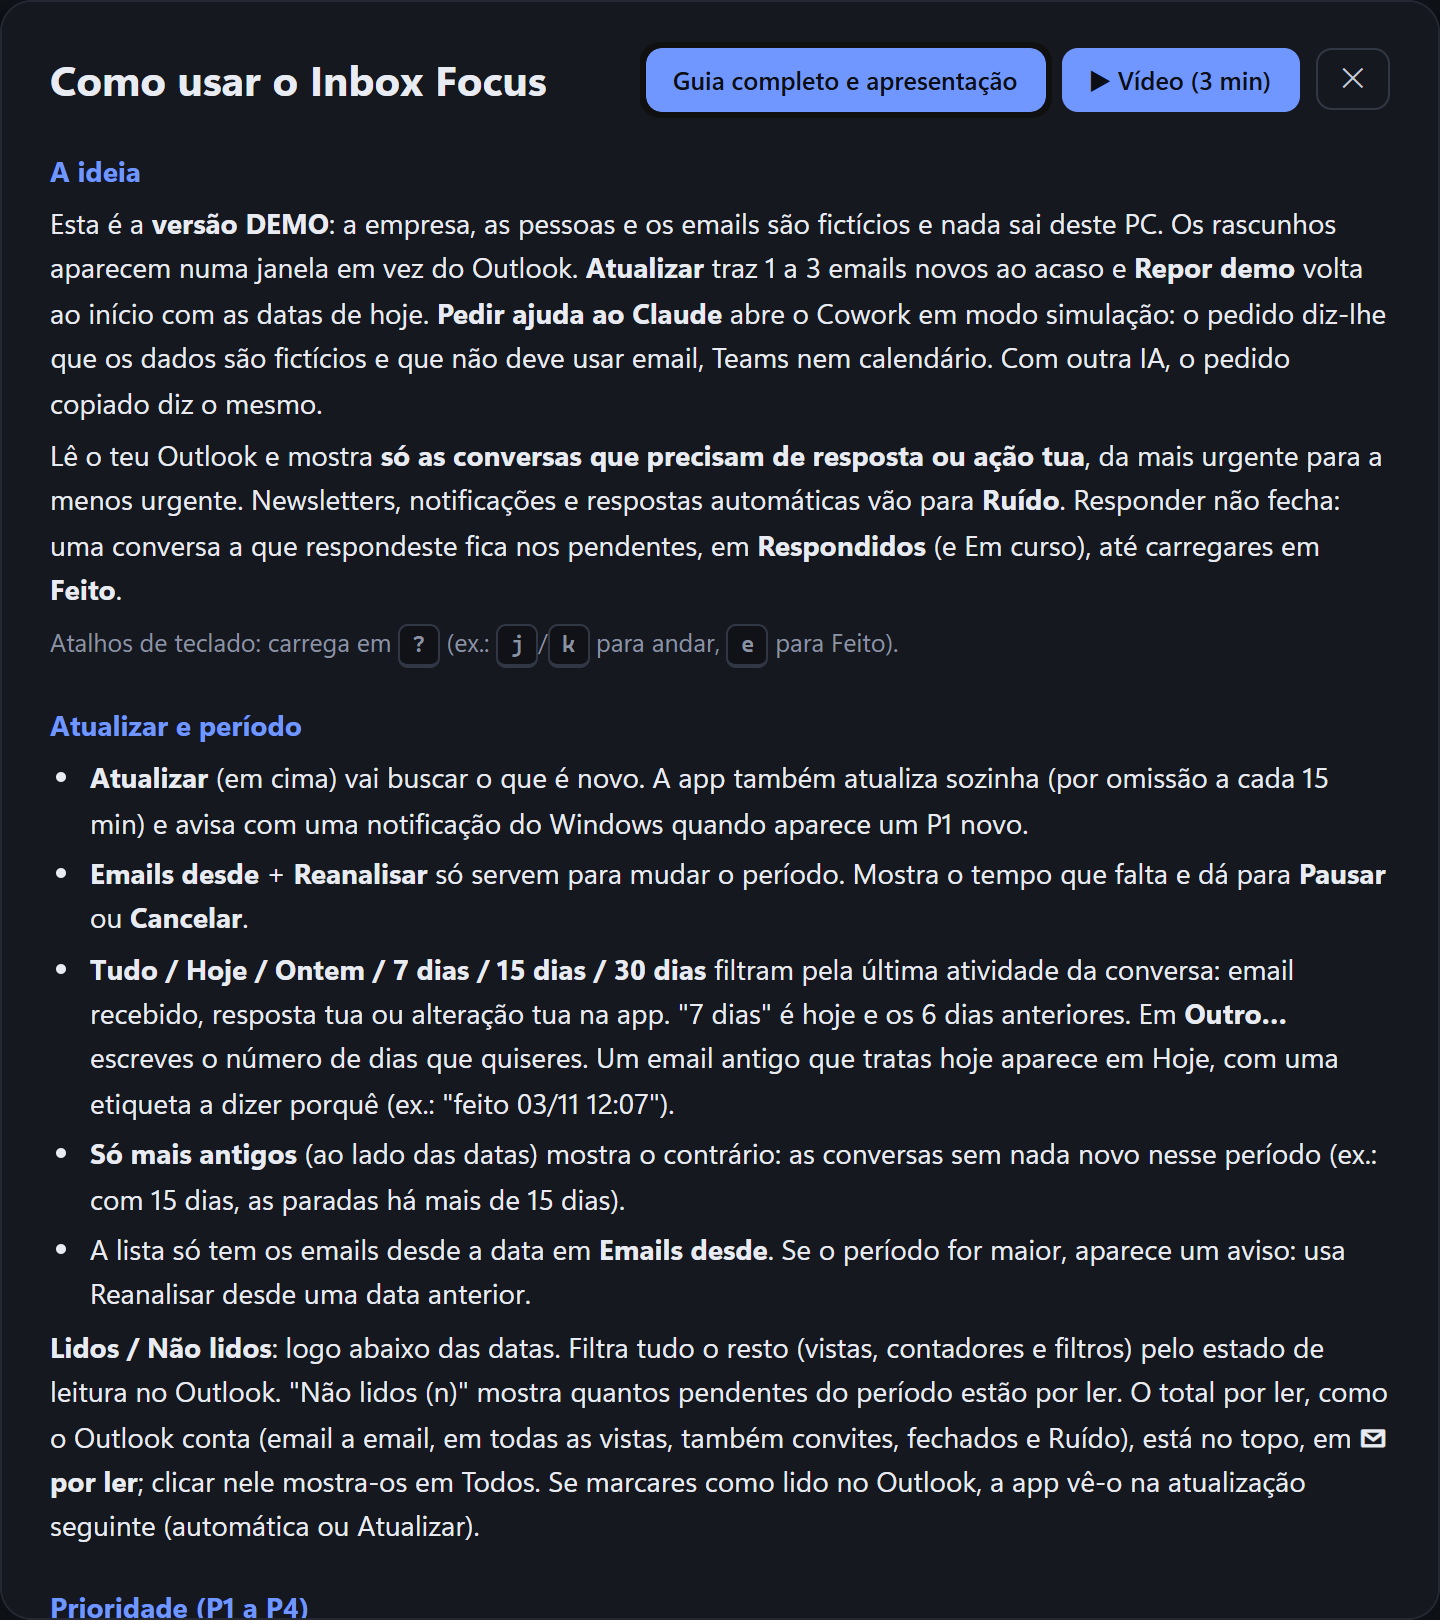 Como usar o Inbox Focus
Guia completo e apresentação
▶ Vídeo (3 min)
A ideia
Esta é a versão DEMO: a empresa, as pessoas e os emails são fictícios e nada sai deste PC. Os rascunhos
aparecem numa janela em vez do Outlook. Atualizar traz 1 a 3 emails novos ao acaso e Repor demo volta
ao início com as datas de hoje. Pedir ajuda ao Claude abre o Cowork em modo simulação: o pedido diz-lhe
que os dados são fictícios e que não deve usar email, Teams nem calendário. Com outra IA, o pedido
copiado diz o mesmo.
Lê o teu Outlook e mostra só as conversas que precisam de resposta ou ação tua, da mais urgente para a
menos urgente. Newsletters, notificações e respostas automáticas vão para Ruído. Responder não fecha:
uma conversa a que respondeste fica nos pendentes, em Respondidos (e Em curso), até carregares em
Feito.
Atalhos de teclado: carrega em ? (ex.: j/k para andar, e para Feito).
Atualizar e período
• Atualizar (em cima) vai buscar o que é novo. A app também atualiza sozinha (por omissão a cada 15
min) e avisa com uma notificação do Windows quando aparece um P1 novo.
• Emails desde + Reanalisar só servem para mudar o período. Mostra o tempo que falta e dá para Pausar
ou Cancelar.
• Tudo / Hoje / Ontem / 7 dias / 15 dias / 30 dias filtram pela última atividade da conversa: email
recebido, resposta tua ou alteração tua na app. "7 dias" é hoje e os 6 dias anteriores. Em Outro...
escreves o número de dias que quiseres. Um email antigo que tratas hoje aparece em Hoje, com uma
etiqueta a dizer porquê (ex.: "feito 03/11 12:07").
• Só mais antigos (ao lado das datas) mostra o contrário: as conversas sem nada novo nesse período (ex.:
com 15 dias, as paradas há mais de 15 dias).
• A lista só tem os emails desde a data em Emails desde. Se o período for maior, aparece um aviso: usa
Reanalisar desde uma data anterior.
Lidos / Não lidos: logo abaixo das datas. Filtra tudo o resto (vistas, contadores e filtros) pelo estado de
leitura no Outlook. "Não lidos (n)" mostra quantos pendentes do período estão por ler. O total por ler, como
o Outlook conta (email a email, em todas as vistas, também convites, fechados e Ruído), está no topo, em
por ler; clicar nele mostra-os em Todos. Se marcares como lido no Outlook, a app vê-o na atualização
seguinte (automática ou Atualizar).
Prioridade (P1 a P4)